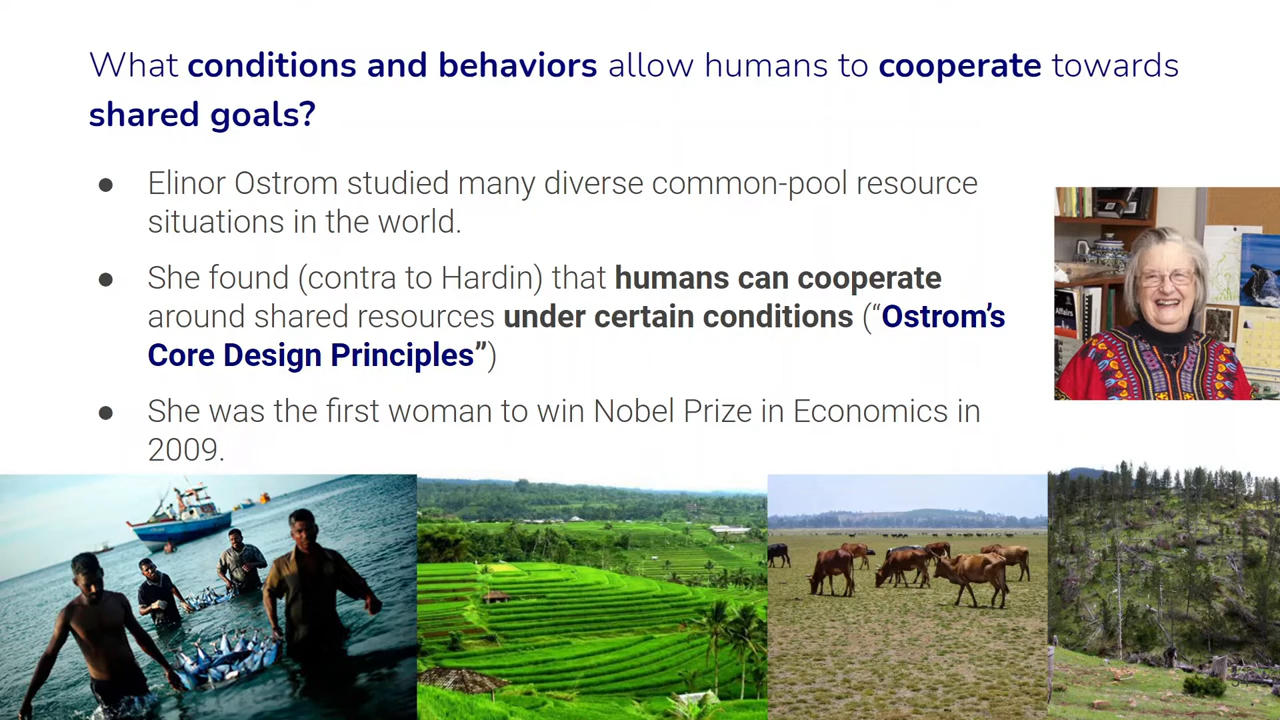 What conditions and behaviors allow humans to cooperate towards
shared goals?
● Elinor Ostrom studied many diverse common-pool resource
situations in the world.
● She found (contra to Hardin) that humans can cooperate
around shared resources under certain conditions (“Ostrom’s
Core Design Principles”)
● She was the first woman to win Nobel Prize in Economics in
2009.
Affairs